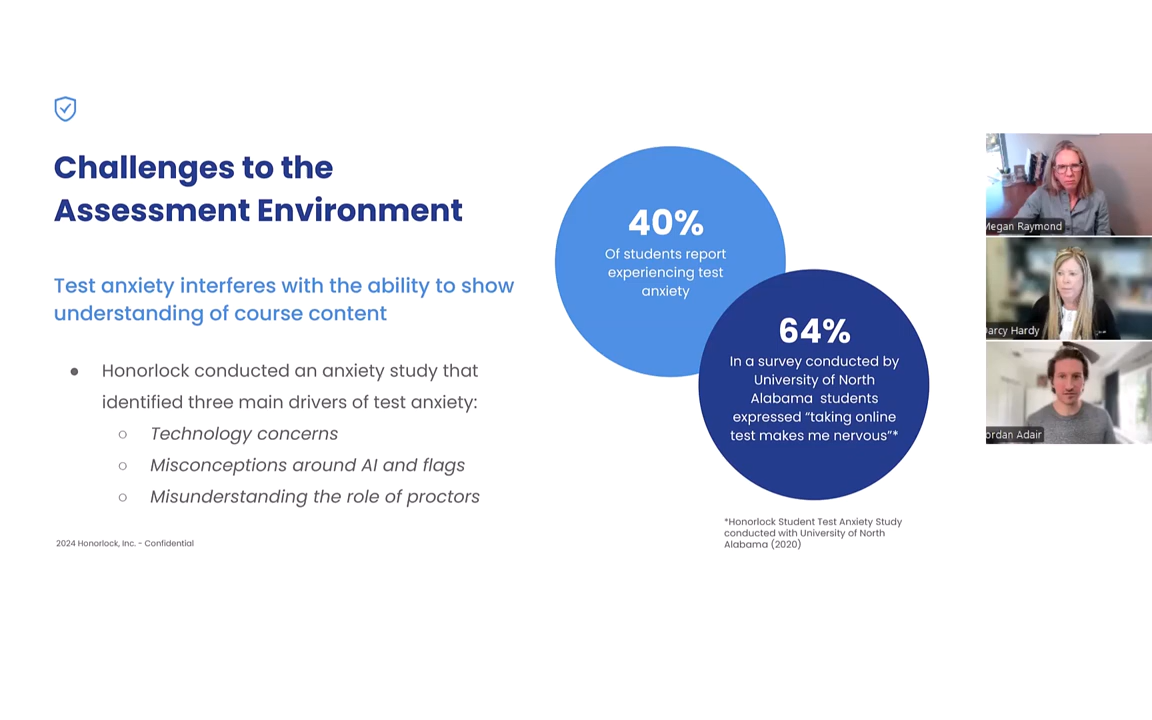 Challenges to the
Assessment Environment
Test anxiety interferes with the ability to show
understanding of course content
● Honorlock conducted an anxiety study that
identified three main drivers of test anxiety:
○ Technology concerns
○ Misconceptions around AI and flags
○ Misunderstanding the role of proctors
2024 Honorlock, Inc. - Confidential
40%
Of students report
experiencing test
anxiety
64%
In a survey conducted by
University of North
Alabama students
expressed “taking online
test makes me nervous”*
*Honorlock Student Test Anxiety Study
conducted with University of North
Alabama (2020)
Megan Raymond
Darcy Hardy
ordan Adair